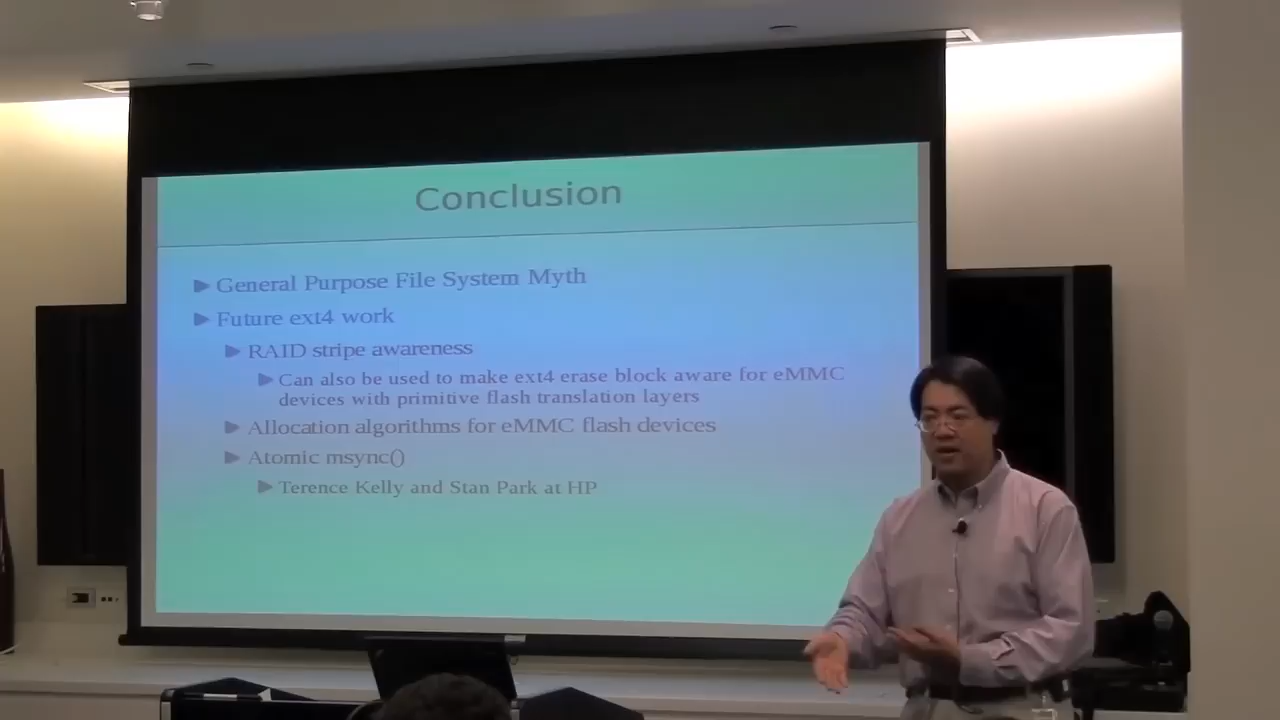 Conclusion
General Purpose File System Myth
Future ext4 work
RAID stripe awareness
Can also be used to make ext4 erase block aware for eMMC
devices with primitive flash translation layers
Allocation algorithms for eMMC flash devices
Atomic msync()
Terence Kelly and Stan Park at HP